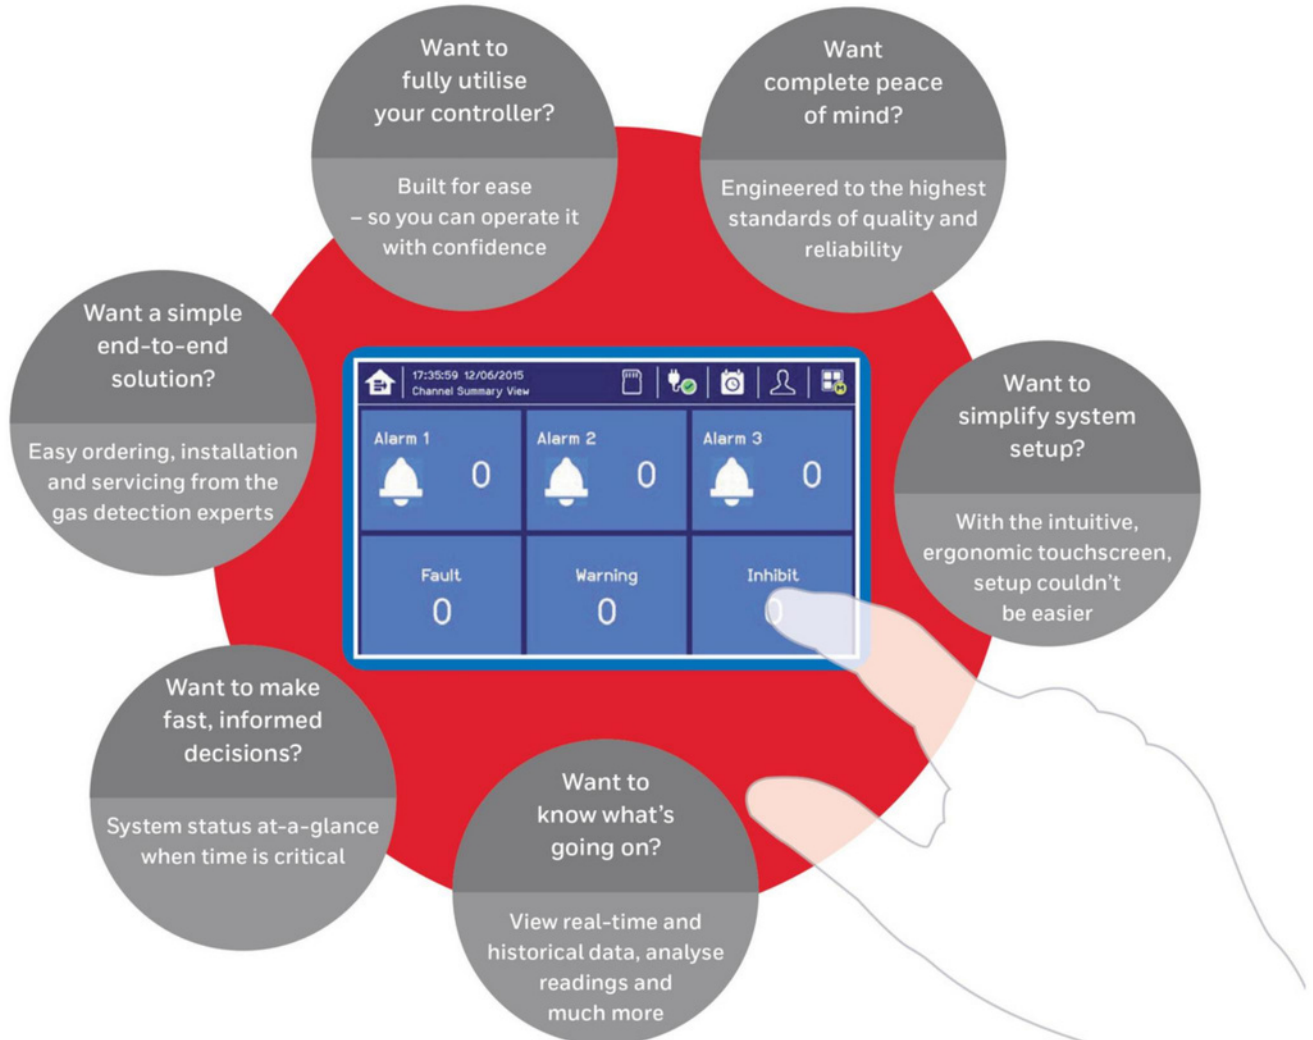 Want to
fully utilise
your controller?
Built for ease
– so you can operate it
with confidence
Want
complete peace
of mind?
Engineered to the highest
standards of quality and
reliability
Want a simple
end-to-end
solution?
Easy ordering, installation
and servicing from the
gas detection experts
17:35:59 12/06/2015
Channel Summary View
M
Alarm 1
0
Alarm 2
0
Alarm 3
0
Fault
0
Warning
0
Inhibit
0
Want to
simplify system
setup?
With the intuitive,
ergonomic touchscreen,
setup couldn't
be easier
Want to make
fast, informed
decisions?
System status at-a-glance
when time is critical
Want to
know what's
going on?
View real-time and
historical data, analyse
readings and
much more